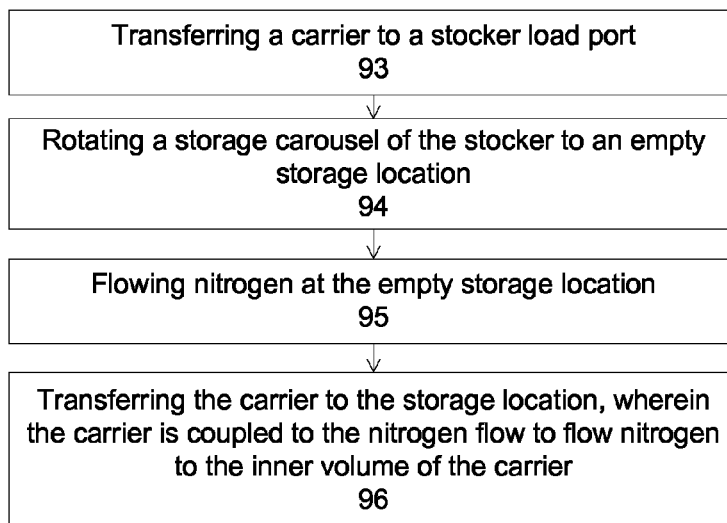 Transferring a carrier to a stocker load port
93
Rotating a storage carousel of the stocker to an empty
storage location
94
Flowing nitrogen at the empty storage location
95
Transferring the carrier to the storage location, wherein
the carrier is coupled to the nitrogen flow to flow nitrogen
to the inner volume of the carrier
96